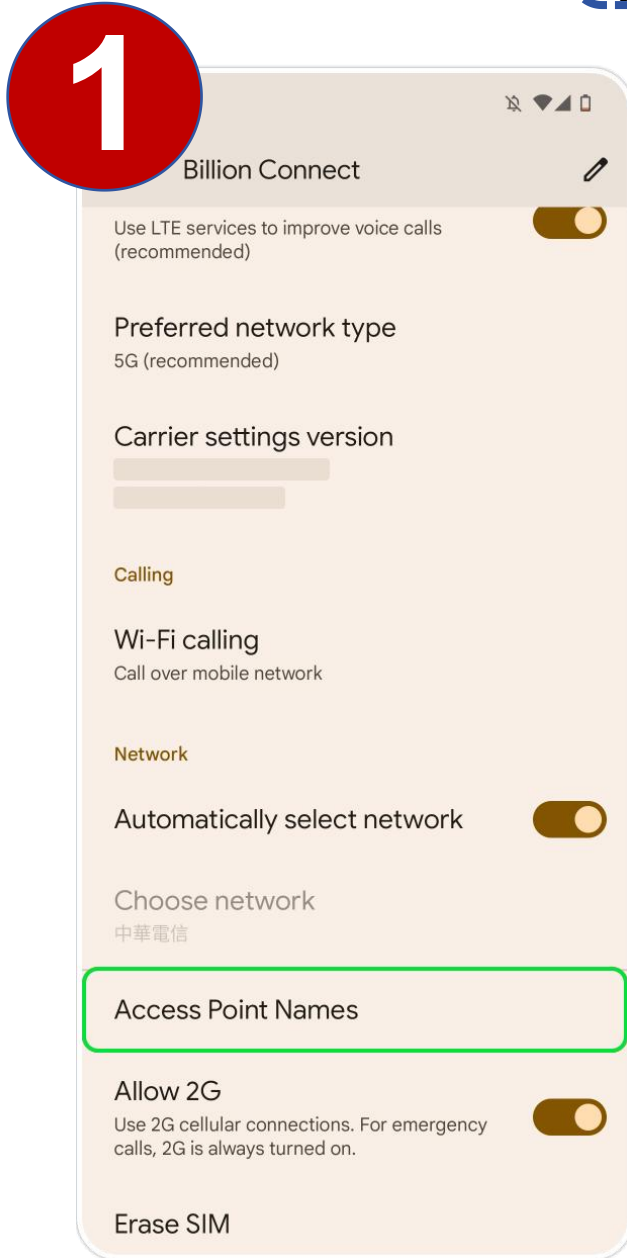 1
Billion Connect
Use LTE services to improve voice calls
(recommended)
Preferred network type
5G (recommended)
Carrier settings version
Calling
Wi-Fi calling
Call over mobile network
Network
Automatically select network
Choose network
中華電信
Access Point Names
Allow 2G
Use 2G cellular connections. For emergency
calls, 2G is always turned on.
Erase SIM